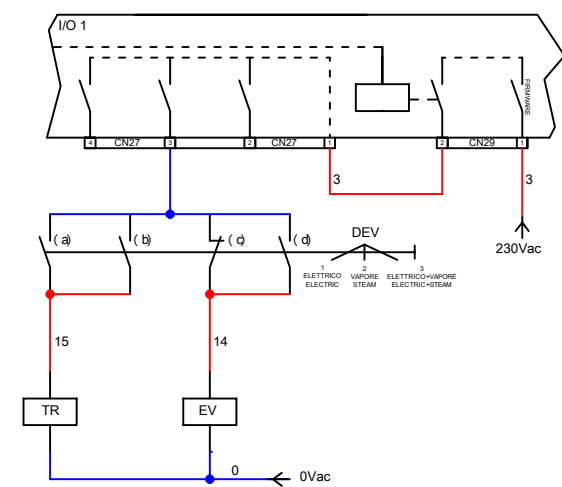 I/O 1
FIRMWARE
4 CN27 3 2 CN27 1 2 CN29 1
3
3
230Vac
(a) (b) (c) (d)
DEV
1 2 3
ELETTRICO VAPORE ELETTRICO+VAPORE
ELECTRIC STEAM ELECTRIC+STEAM
15 14
TR EV
0
0Vac